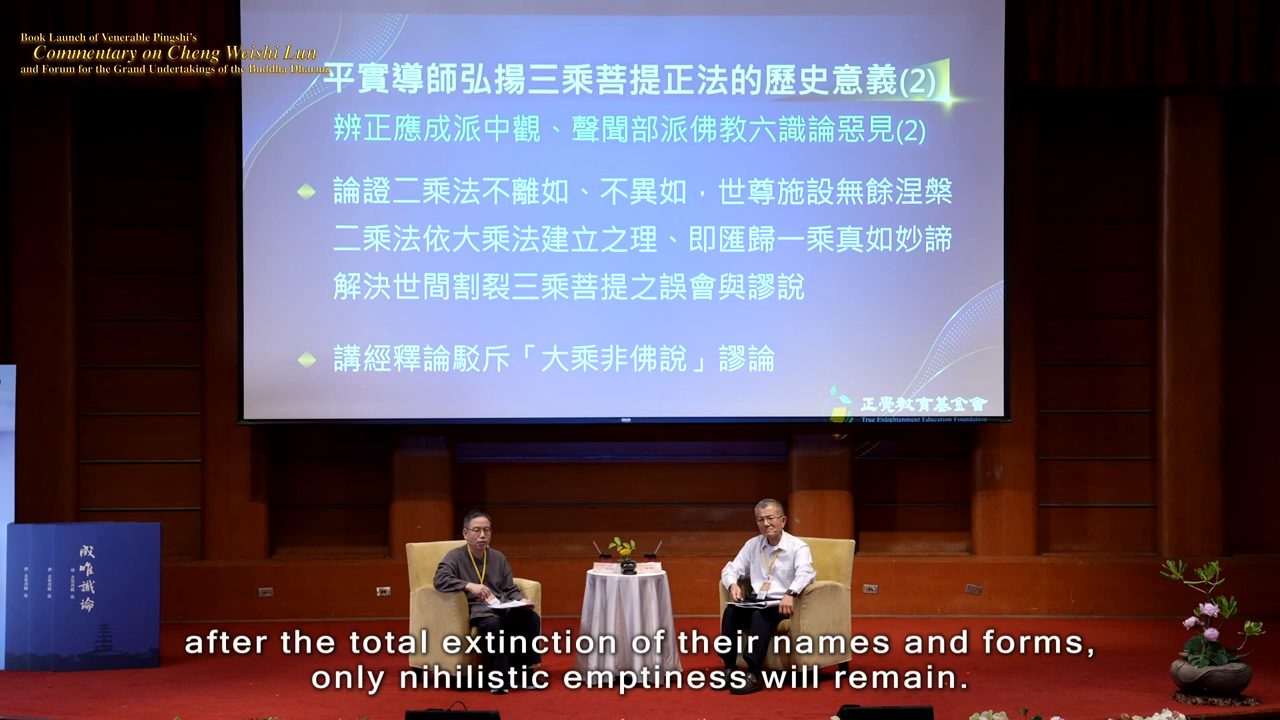 Book Launch of Venerable Pingshi's
Commentary on Cheng Weishi Lun
and Forum for the Grand Undertakings of the Buddha Dharma
平實導師弘揚三乘菩提正法的歷史意義(2)
辨正應成派中觀、聲聞部派佛教六識論惡見(2)
論證二乘法不離如、不異如，世尊施設無餘涅槃
二乘法依大乘法建立之理、即匯歸一乘真如妙諦
解決世間割裂三乘菩提之誤會與謬說
講經釋論駁斥「大乘非佛說」謬論
正覺教育基金會
True Enlightenment Education Foundation
成唯識論
after the total extinction of their names and forms,
only nihilistic emptiness will remain.